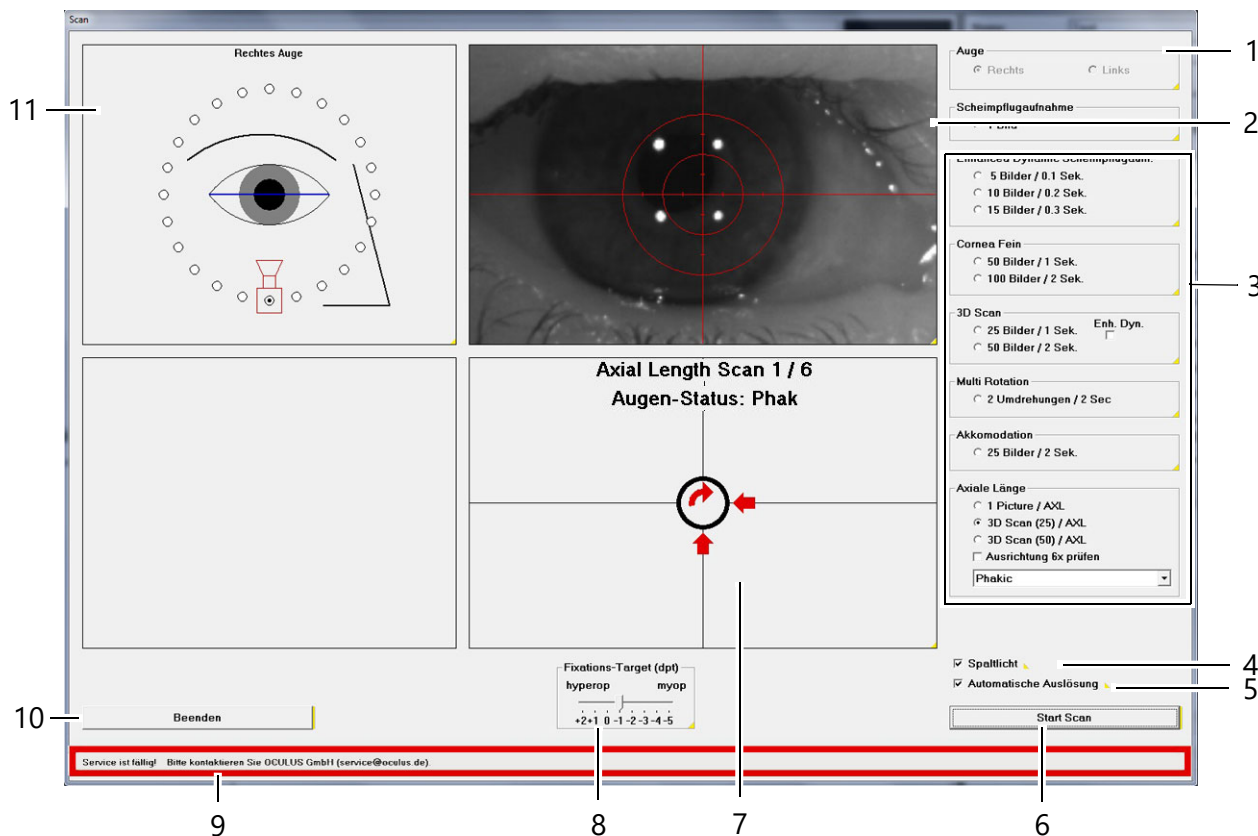 Scan
Rechtes Auge
Auge
Rechts
Links
Scheimpflugaufnahme
1 Bild
Enhanced Dynamic Scheimpflugaufn.
5 Bilder / 0.1 Sek.
10 Bilder / 0.2 Sek.
15 Bilder / 0.3 Sek.
Cornea Fein
50 Bilder / 1 Sek.
100 Bilder / 2 Sek.
3D Scan
25 Bilder / 1 Sek.
Enh. Dyn.
50 Bilder / 2 Sek.
Multi Rotation
2 Umdrehungen / 2 Sec
Akkomodation
25 Bilder / 2 Sek.
Axiale Länge
1 Picture / AXL
3D Scan (25) / AXL
3D Scan (50) / AXL
Ausrichtung 6x prüfen
Phakic
Axial Length Scan 1 / 6
Augen-Status: Phak
Fixations-Target (dpt)
hyperop
myop
+2+1 0 -1 -2 -3 -4 -5
Spaltlicht
Automatische Auslösung
Beenden
Start Scan
Service ist fällig! Bitte kontaktieren Sie OCULUS GmbH (service@oculus.de)
1
2
3
4
5
6
7
8
9
10
11